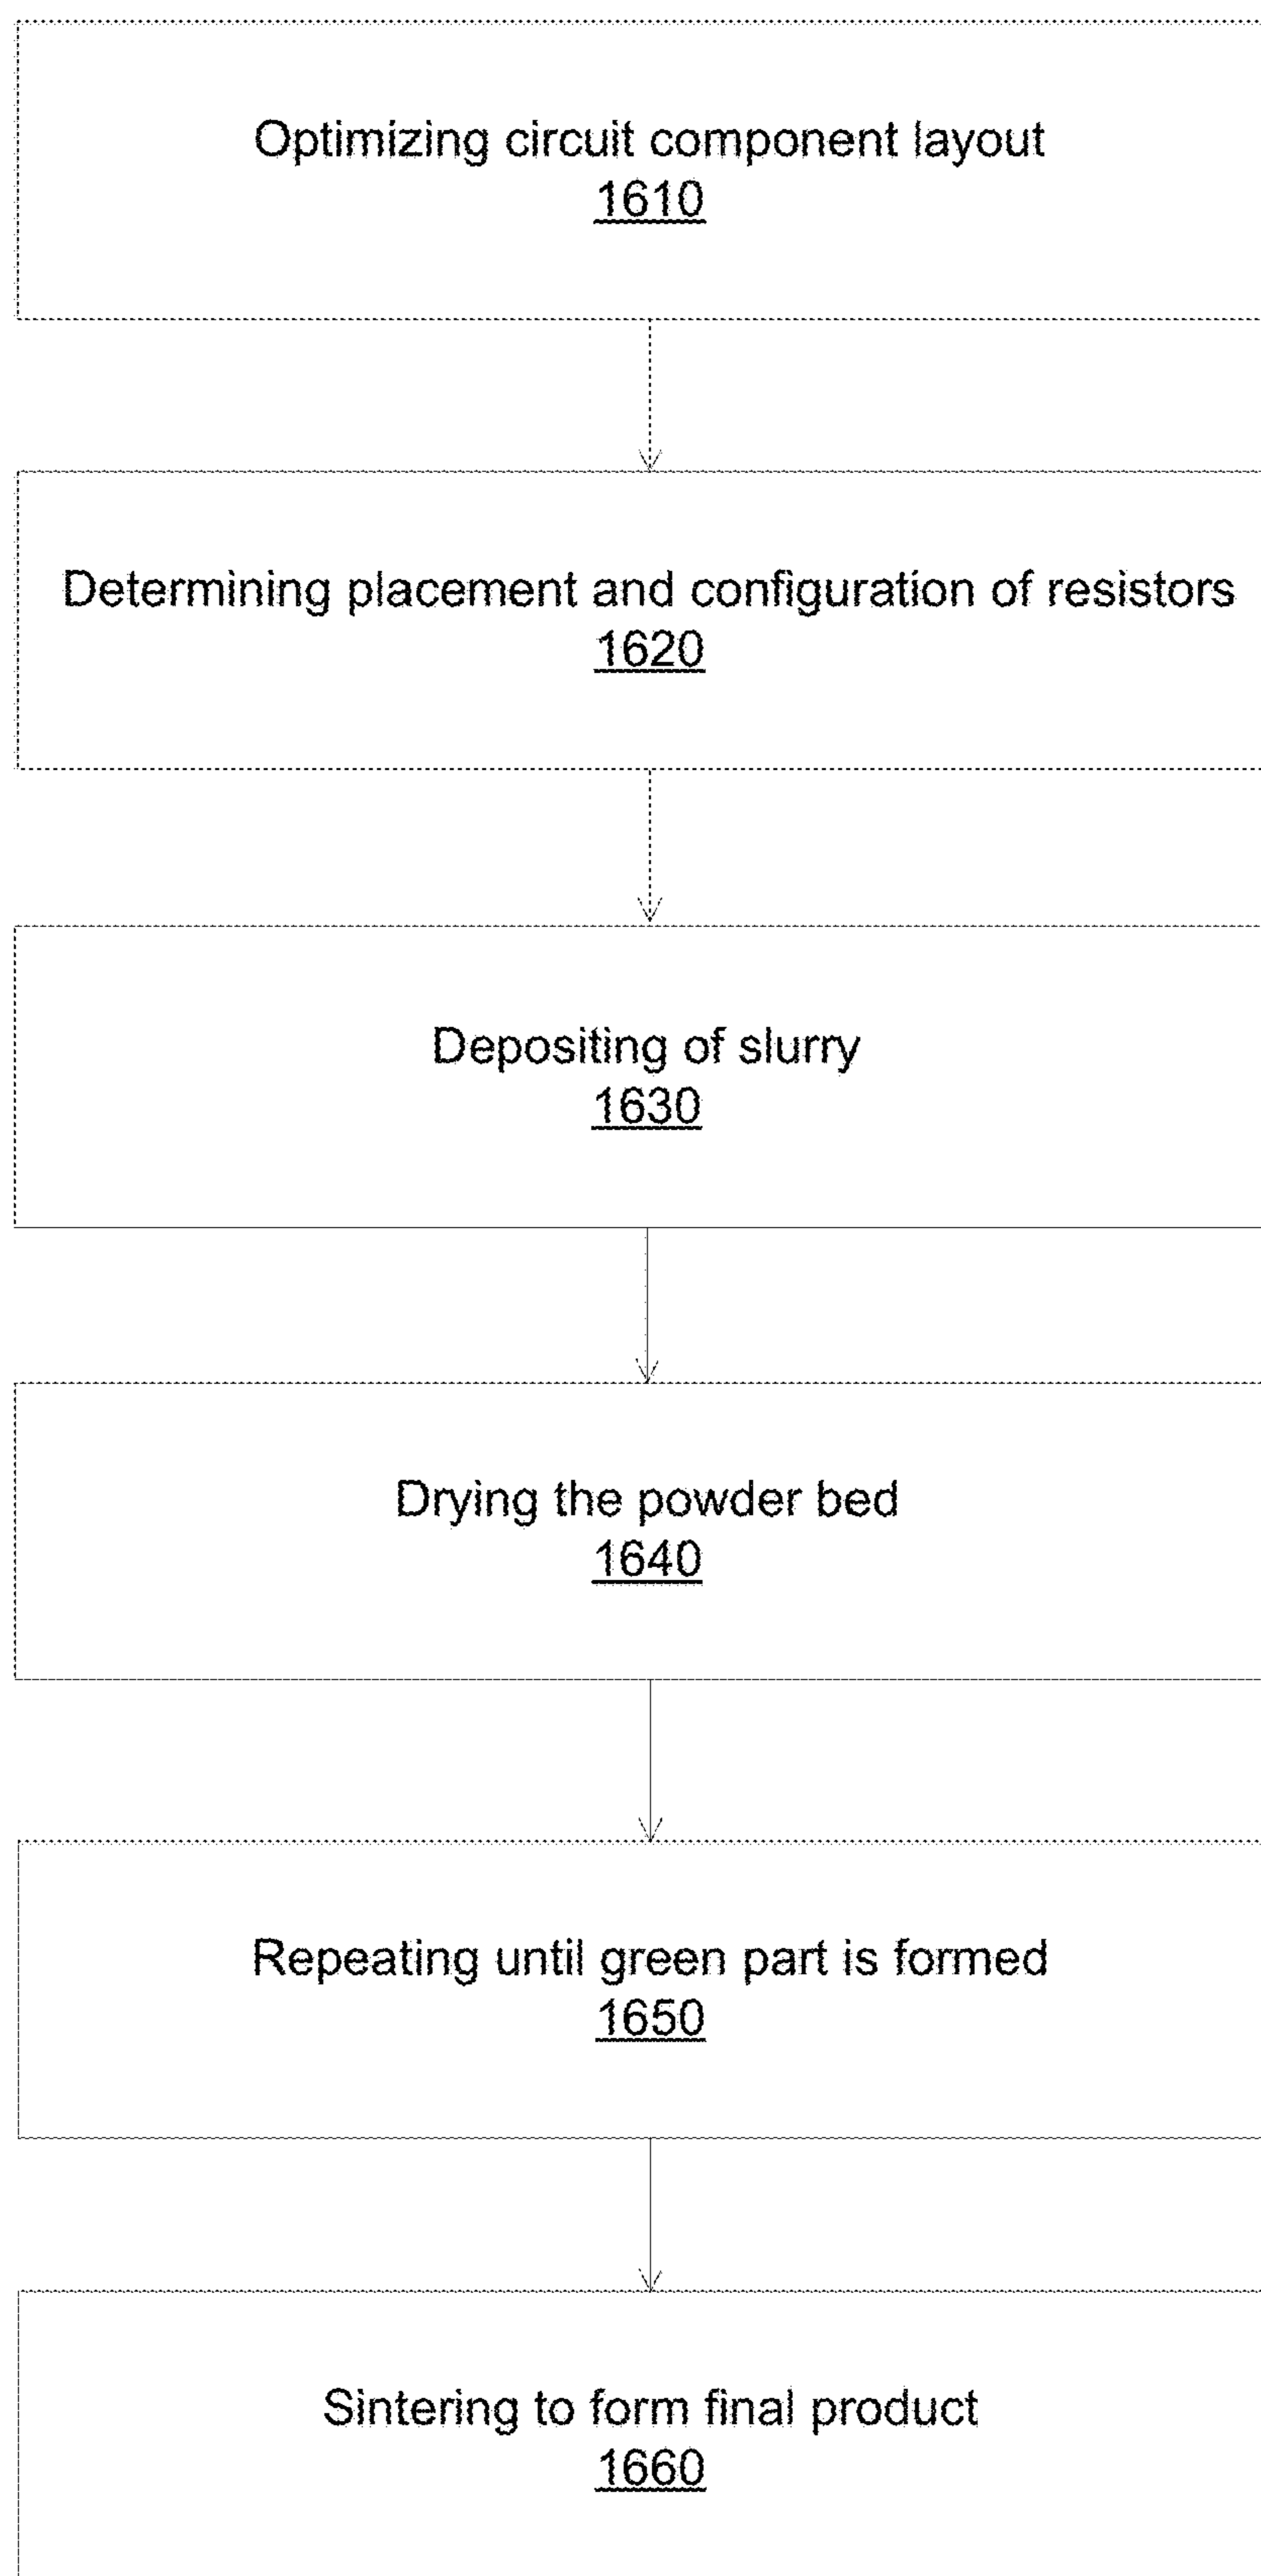 Optimizing circuit component layout
1610
Determining placement and configuration of resistors
1620
Depositing of slurry
1630
Drying the powder bed
1640
Repeating until green part is formed
1650
Sintering to form final product
1660